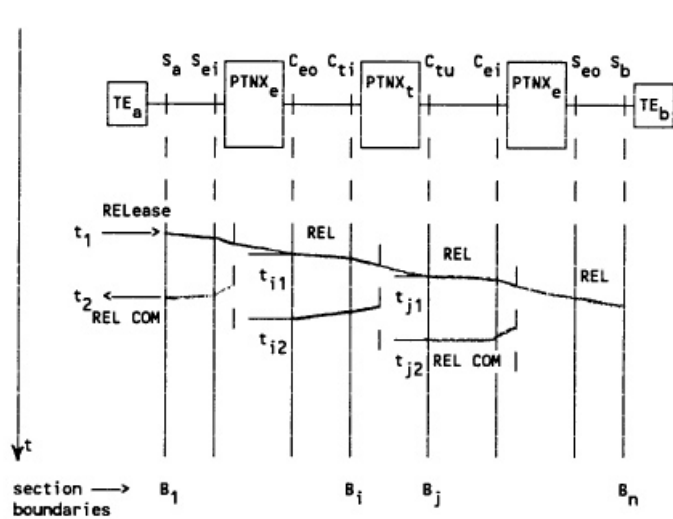 S_a S_ei C_eo C_ti C_tu C_ei S_eo S_b
TE_a PTNX_e PTNX_t PTNX_e TE_b
RELease
t_1 REL REL REL
t_i1 t_j1
t_2
REL COM
t_i2 t_j2 REL COM
t
section B_1 B_i B_j B_n
boundaries